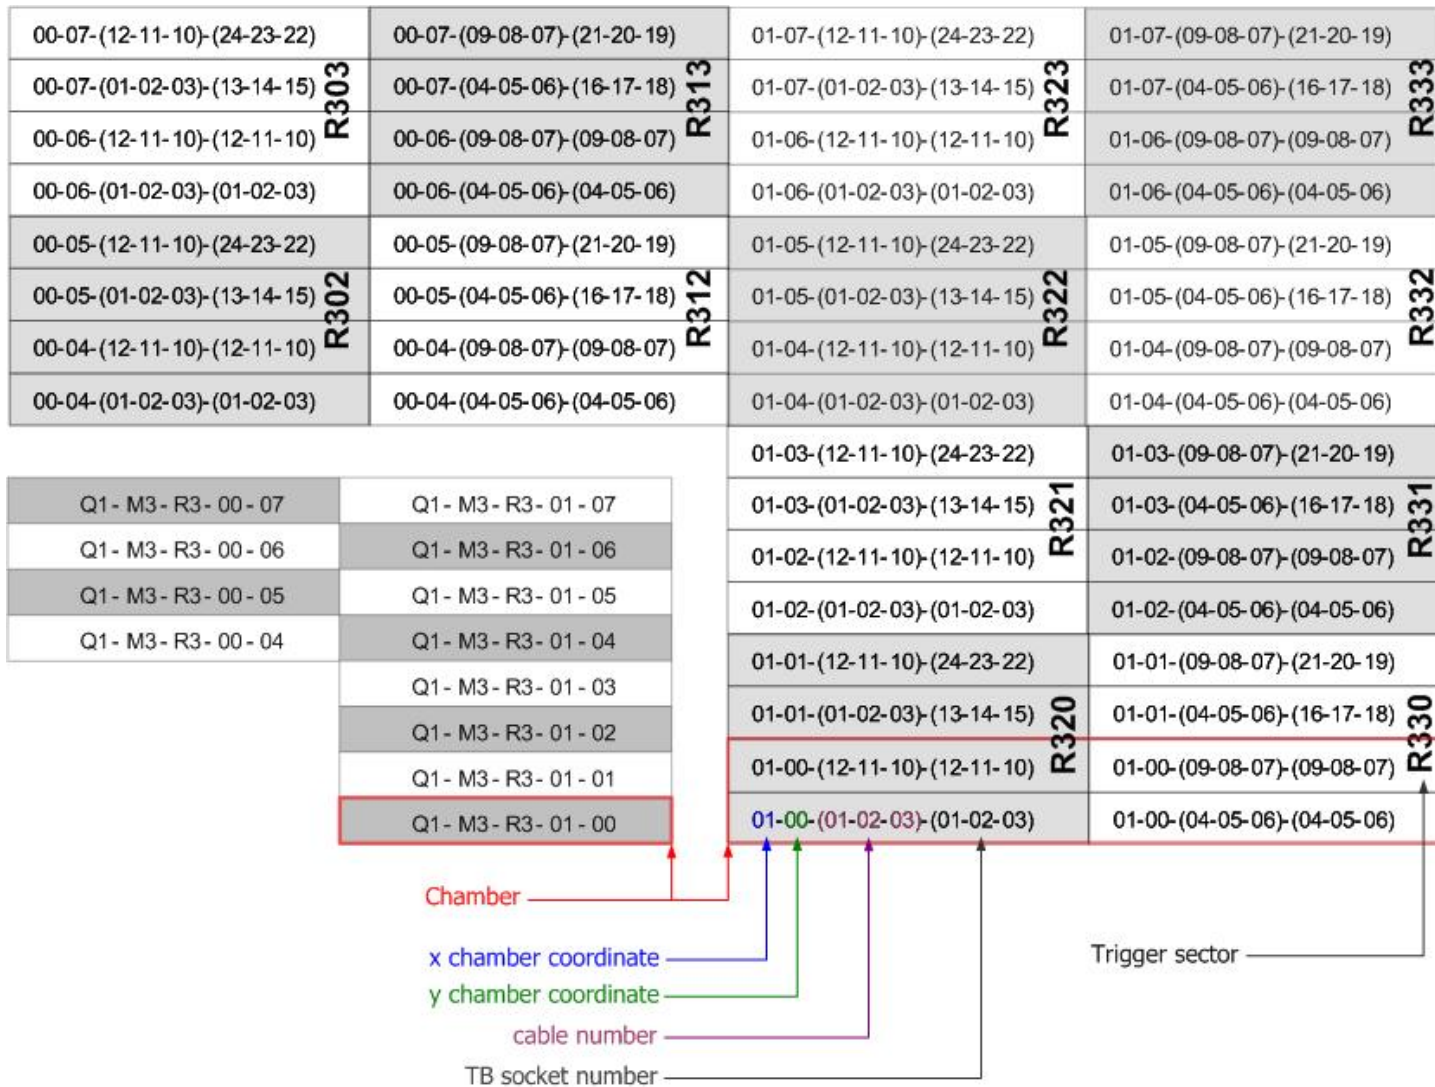 00-07-(12-11-10)-(24-23-22) 00-07-(09-08-07)-(21-20-19) 01-07-(12-11-10)-(24-23-22) 01-07-(09-08-07)-(21-20-19)
00-07-(01-02-03)-(13-14-15) 00-07-(04-05-06)-(16-17-18) 01-07-(01-02-03)-(13-14-15) 01-07-(04-05-06)-(16-17-18)
R303 R313 R323 R333
00-06-(12-11-10)-(12-11-10) 00-06-(09-08-07)-(09-08-07) 01-06-(12-11-10)-(12-11-10) 01-06-(09-08-07)-(09-08-07)
00-06-(01-02-03)-(01-02-03) 00-06-(04-05-06)-(04-05-06) 01-06-(01-02-03)-(01-02-03) 01-06-(04-05-06)-(04-05-06)
00-05-(12-11-10)-(24-23-22) 00-05-(09-08-07)-(21-20-19) 01-05-(12-11-10)-(24-23-22) 01-05-(09-08-07)-(21-20-19)
00-05-(01-02-03)-(13-14-15) 00-05-(04-05-06)-(16-17-18) 01-05-(01-02-03)-(13-14-15) 01-05-(04-05-06)-(16-17-18)
R302 R312 R322 R332
00-04-(12-11-10)-(12-11-10) 00-04-(09-08-07)-(09-08-07) 01-04-(12-11-10)-(12-11-10) 01-04-(09-08-07)-(09-08-07)
00-04-(01-02-03)-(01-02-03) 00-04-(04-05-06)-(04-05-06) 01-04-(01-02-03)-(01-02-03) 01-04-(04-05-06)-(04-05-06)
01-03-(12-11-10)-(24-23-22) 01-03-(09-08-07)-(21-20-19)
01-03-(01-02-03)-(13-14-15) 01-03-(04-05-06)-(16-17-18)
R321 R331
01-02-(12-11-10)-(12-11-10) 01-02-(09-08-07)-(09-08-07)
01-02-(01-02-03)-(01-02-03) 01-02-(04-05-06)-(04-05-06)
01-01-(12-11-10)-(24-23-22) 01-01-(09-08-07)-(21-20-19)
01-01-(01-02-03)-(13-14-15) 01-01-(04-05-06)-(16-17-18)
R320 R330
01-00-(12-11-10)-(12-11-10) 01-00-(09-08-07)-(09-08-07)
01-00-(01-02-03)-(01-02-03) 01-00-(04-05-06)-(04-05-06)
Q1- M3 - R3 - 00 - 07 Q1 - M3 - R3 - 01 - 07
Q1 - M3 - R3 - 00 - 06 Q1 - M3 - R3 - 01 - 06
Q1 - M3 - R3 - 00 - 05 Q1 - M3 - R3 - 01 - 05
Q1 - M3 - R3 - 00 - 04 Q1 - M3 - R3 - 01 - 04
Q1 - M3 - R3 - 01 - 03
Q1 - M3 - R3 - 01 - 02
Q1 - M3 - R3 - 01 - 01
Q1 - M3 - R3 - 01 - 00
Chamber
x chamber coordinate
y chamber coordinate
cable number
TB socket number
Trigger sector